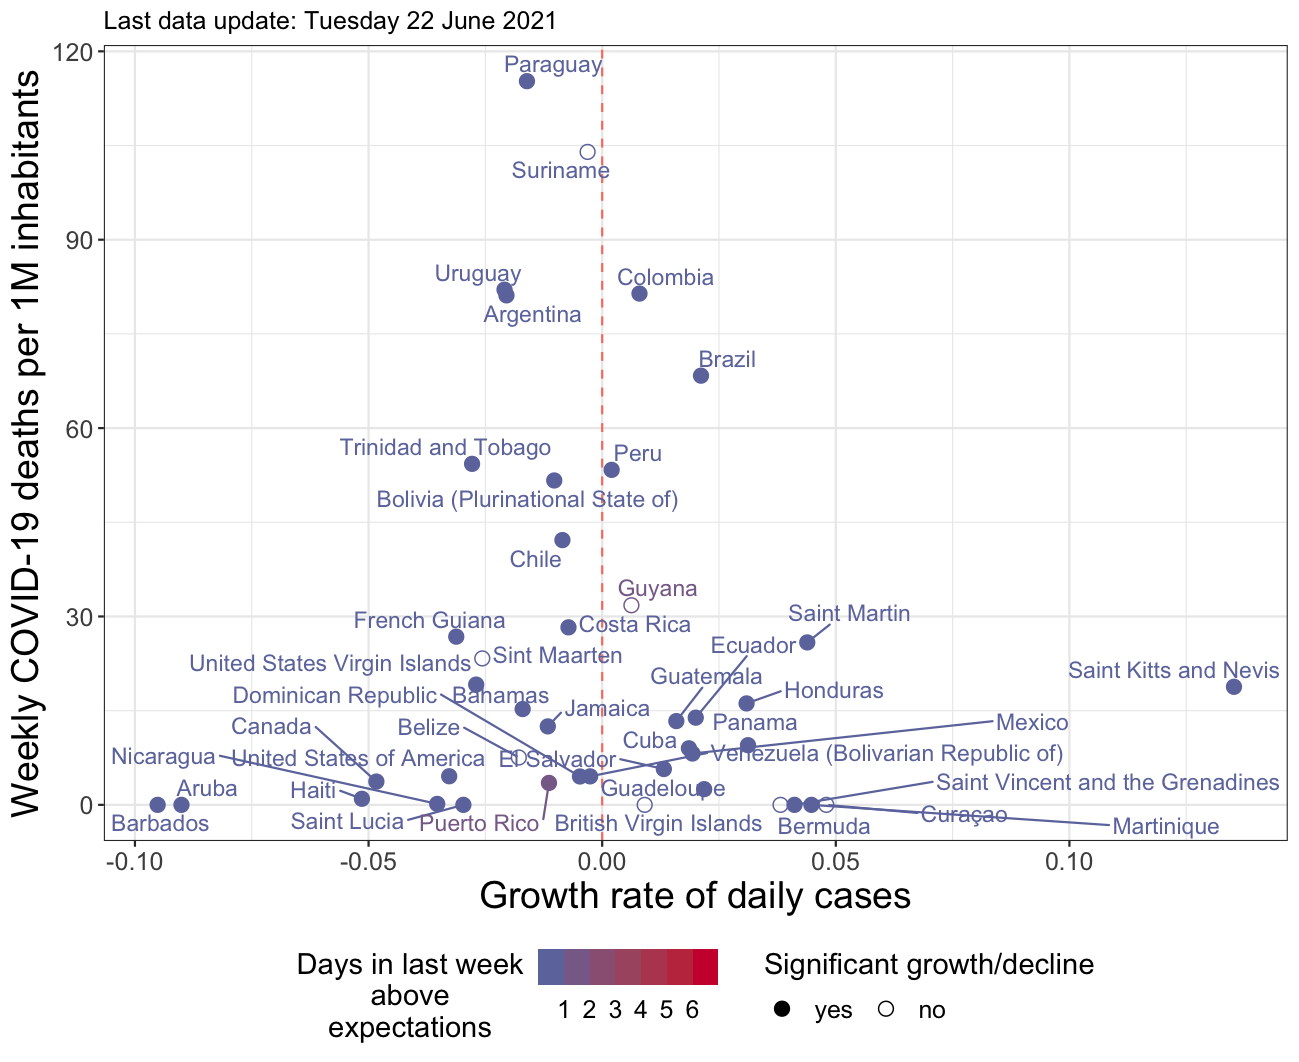 Last data update: Tuesday 22 June 2021
120
Paraguay
Suriname
90
Uruguay
Colombia
Argentina
Brazil
60
Trinidad and Tobago
Peru
Bolivia (Plurinational State of)
Chile
Guyana
30
French Guiana
Costa Rica
Saint Martin
Ecuador
United States Virgin Islands
Sint Maarten
Saint Kitts and Nevis
Guatemala
Dominican Republic
Bahamas
Honduras
Jamaica
Canada
Belize
Panama
Mexico
Cuba
Nicaragua
United States of America
El Salvador
Venezuela (Bolivarian Republic of)
Haiti
Aruba
Guadeloupe
Saint Vincent and the Grenadines
0
Barbados
Saint Lucia
Puerto Rico
British Virgin Islands
Bermuda
Curaçao
Martinique
-0.10
-0.05
0.00
0.05
0.10
Weekly COVID-19 deaths per 1M inhabitants
Growth rate of daily cases
Days in last week
above
expectations
1 2 3 4 5 6
Significant growth/decline
yes
no